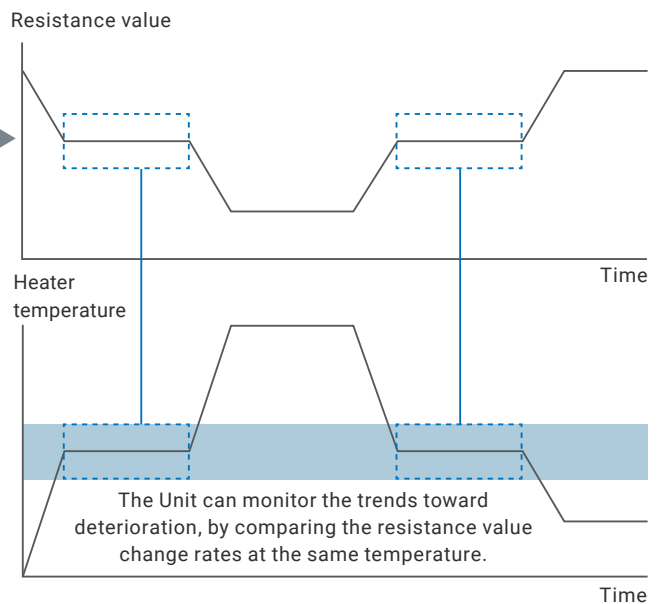 Resistance value
Time
Heater
temperature
The Unit can monitor the trends toward
deterioration, by comparing the resistance value
change rates at the same temperature.
Time